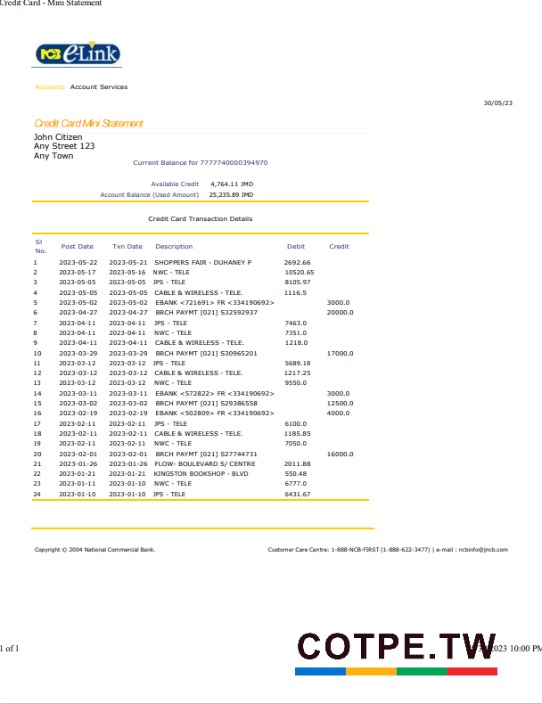 Credit Card - Mini Statement
NCB eLink
Accounts Account Services
30/05/23
Credit Card Mini Statement
John Citizen
Any Street 123
Any Town
Current Balance for 7777740000394970
Available Credit 4,764.11 JMD
Account Balance (Used Amount) 25,235.89 JMD
Credit Card Transaction Details
Sl No. Post Date Txn Date Description Debit Credit
1 2023-05-22 2023-05-21 SHOPPERS FAIR - DUHANEY P 2692.66
2 2023-05-17 2023-05-16 NWC - TELE 10520.65
3 2023-05-05 2023-05-05 JPS - TELE 8105.97
4 2023-05-05 2023-05-05 CABLE & WIRELESS - TELE. 1116.5
5 2023-05-02 2023-05-02 EBANK <721691> FR <334190692> 3000.0
6 2023-04-27 2023-04-27 BRCH PAYMT [021] S32592937 20000.0
7 2023-04-11 2023-04-11 JPS - TELE 7463.0
8 2023-04-11 2023-04-11 NWC - TELE 7351.0
9 2023-04-11 2023-04-11 CABLE & WIRELESS - TELE. 1218.0
10 2023-03-29 2023-03-29 BRCH PAYMT [021] S30965201 17000.0
11 2023-03-12 2023-03-12 JPS - TELE 5689.18
12 2023-03-12 2023-03-12 CABLE & WIRELESS - TELE. 1217.25
13 2023-03-12 2023-03-12 NWC - TELE 9550.0
14 2023-03-11 2023-03-11 EBANK <572822> FR <334190692> 3000.0
15 2023-03-02 2023-03-02 BRCH PAYMT [021] S29386558 12500.0
16 2023-02-19 2023-02-19 EBANK <502809> FR <334190692> 4000.0
17 2023-02-11 2023-02-11 JPS - TELE 6100.0
18 2023-02-11 2023-02-11 CABLE & WIRELESS - TELE. 1185.85
19 2023-02-11 2023-02-11 NWC - TELE 7050.0
20 2023-02-01 2023-02-01 BRCH PAYMT [021] S27744731 16000.0
21 2023-01-26 2023-01-26 FLOW- BOULEVARD S/ CENTRE 2011.88
22 2023-01-21 2023-01-21 KINGSTON BOOKSHOP - BLVD 550.48
23 2023-01-11 2023-01-10 NWC - TELE 6777.0
24 2023-01-10 2023-01-10 JPS - TELE 6431.67
Copyright © 2004 National Commercial Bank. Customer Care Centre: 1-888-NCB-FIRST (1-888-622-3477) | e-mail : ncbinfo@jncb.com
1 of 1 2023 10:00 PM
COTPE.TW